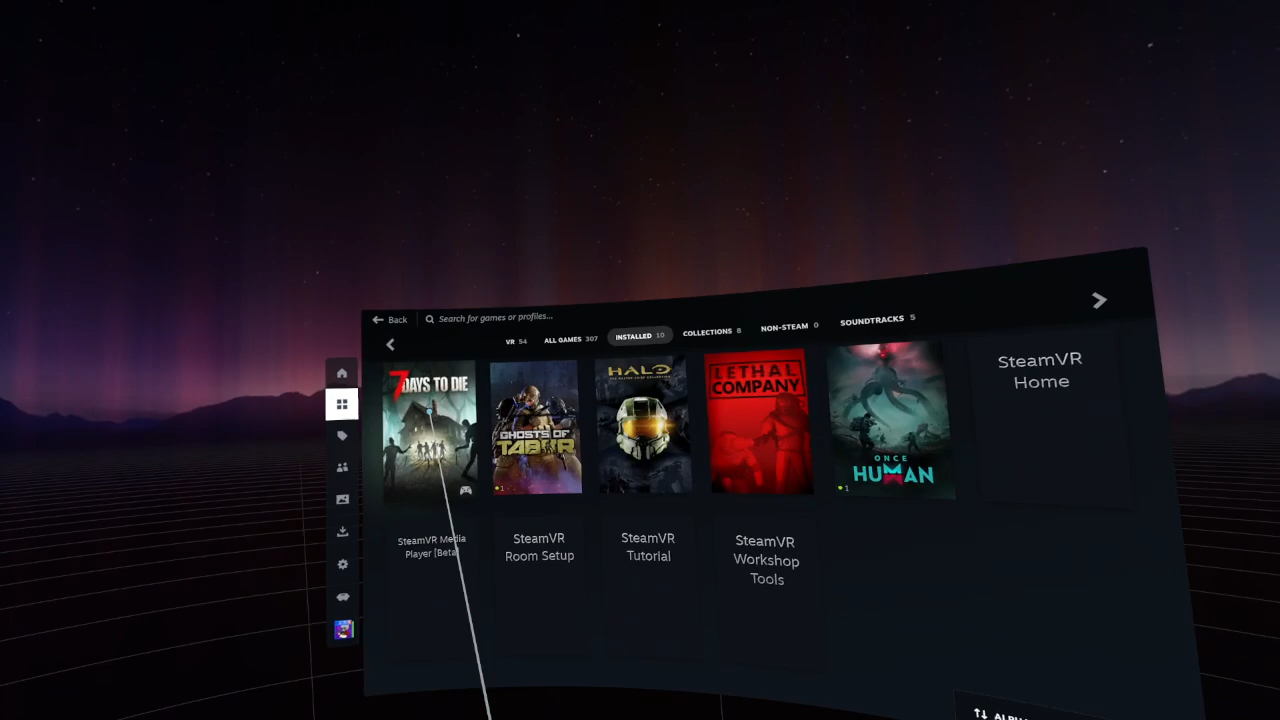 Back
Search for games or profiles...
VR 54
ALL GAMES 307
INSTALLED 10
COLLECTIONS 8
NON-STEAM 0
SOUNDTRACKS 5
7 DAYS TO DIE
GHOSTS OF
TABOR
1
HALO
LETHAL
COMPANY
ONCE
HUMAN
1
SteamVR
Home
SteamVR Media
Player [Beta]
SteamVR
Room Setup
SteamVR
Tutorial
SteamVR
Workshop
Tools